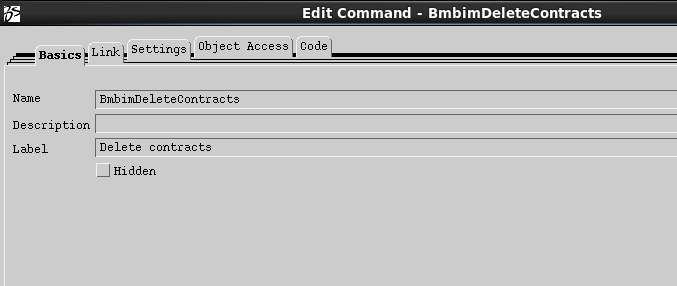 Edit Command - BmbimDeleteContracts
Basics Link Settings Object Access Code
Name BmbimDeleteContracts
Description
Label Delete contracts
Hidden